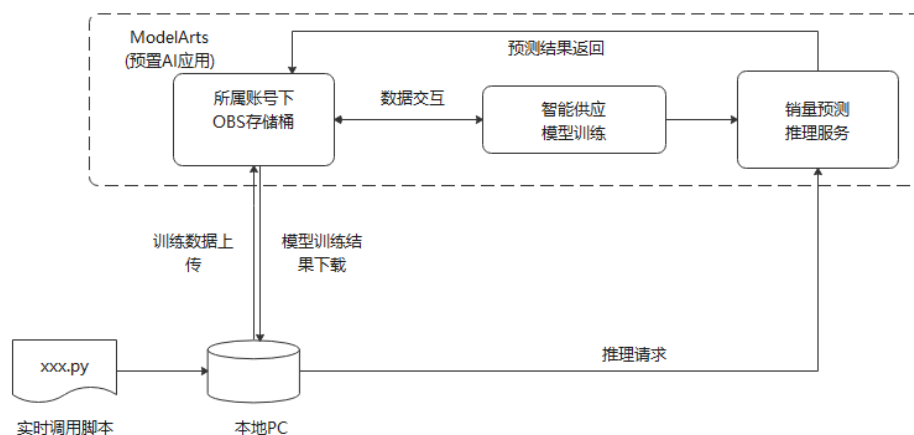 ModelArts
(预置AI应用)
预测结果返回
所属账号下
OBS存储桶
数据交互
智能供应
模型训练
销量预测
推理服务
训练数据上
传
模型训练结
果下载
xxx.py
推理请求
实时调用脚本
本地PC